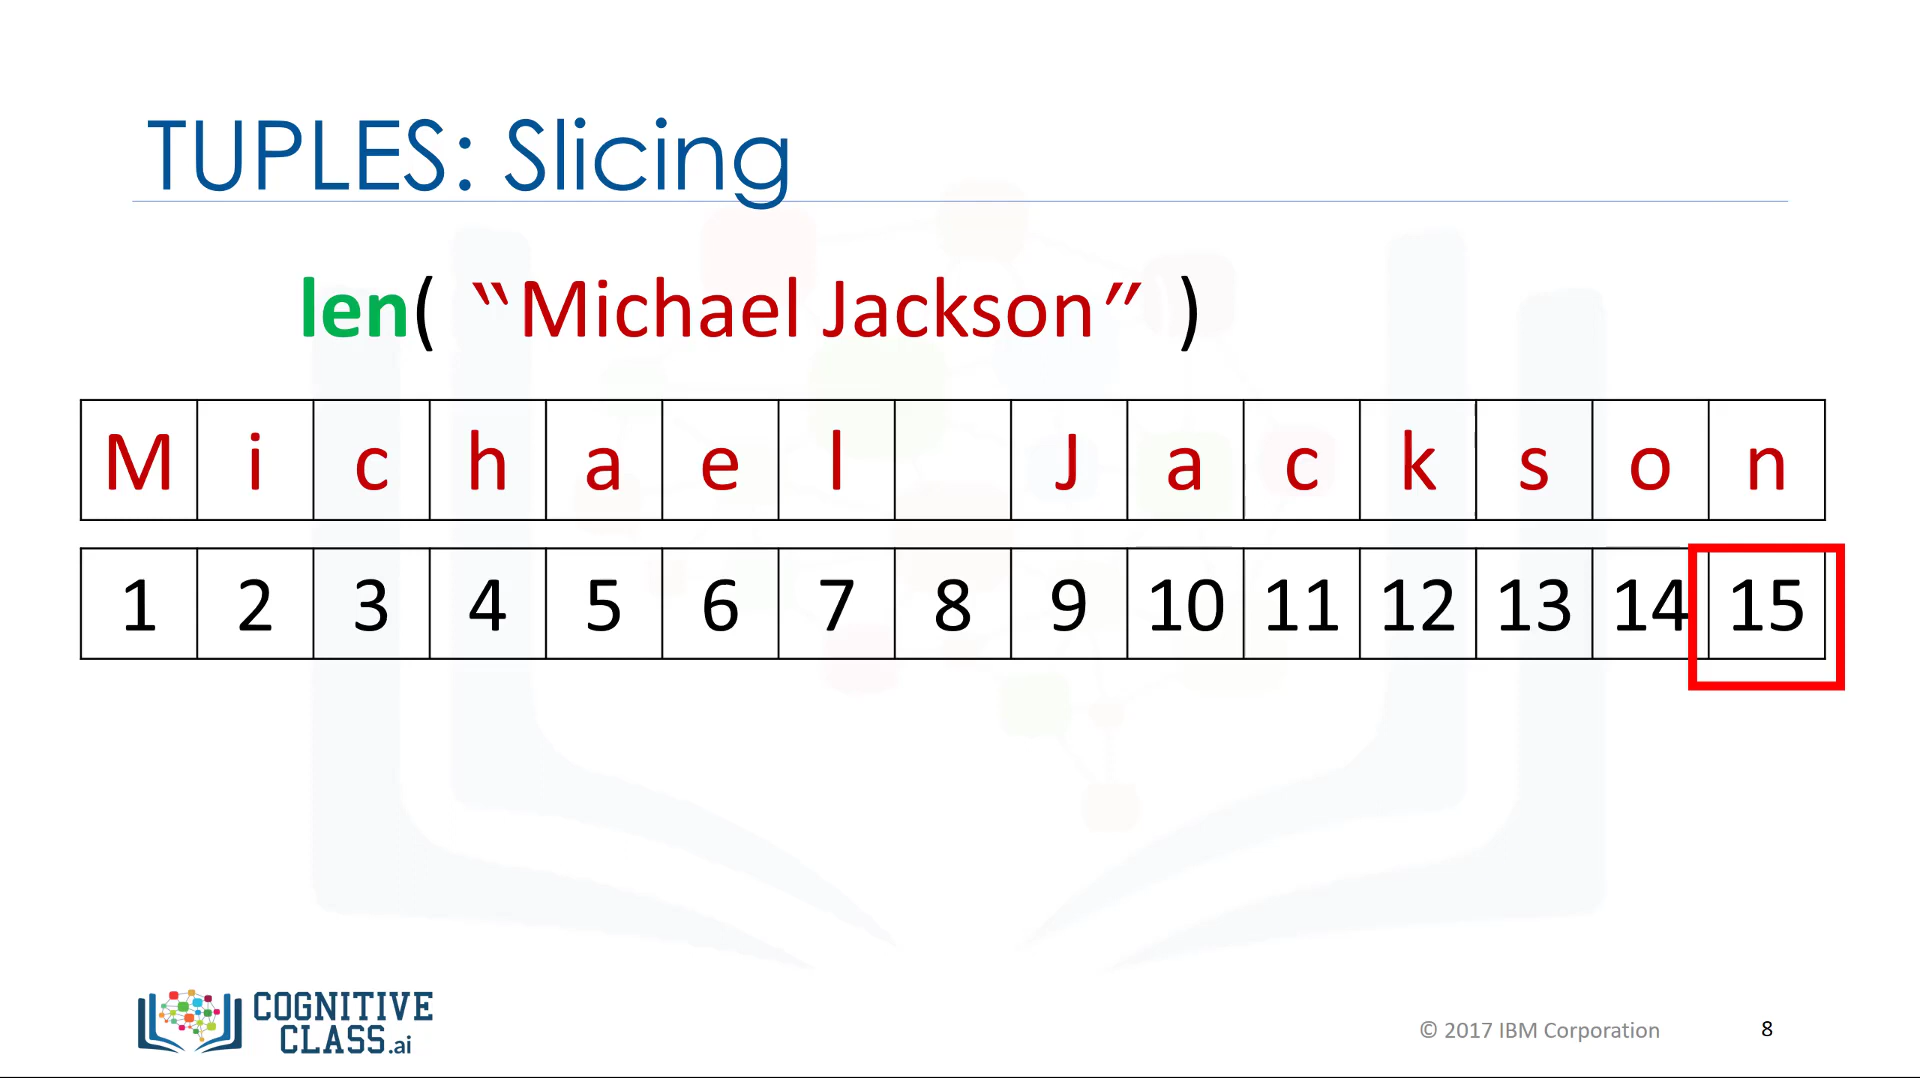 TUPLES: Slicing
len( “Michael Jackson” )
M i c h a e l J a c k s o n
1 2 3 4 5 6 7 8 9 10 11 12 13 14 15
COGNITIVE
CLASS.ai
© 2017 IBM Corporation 8